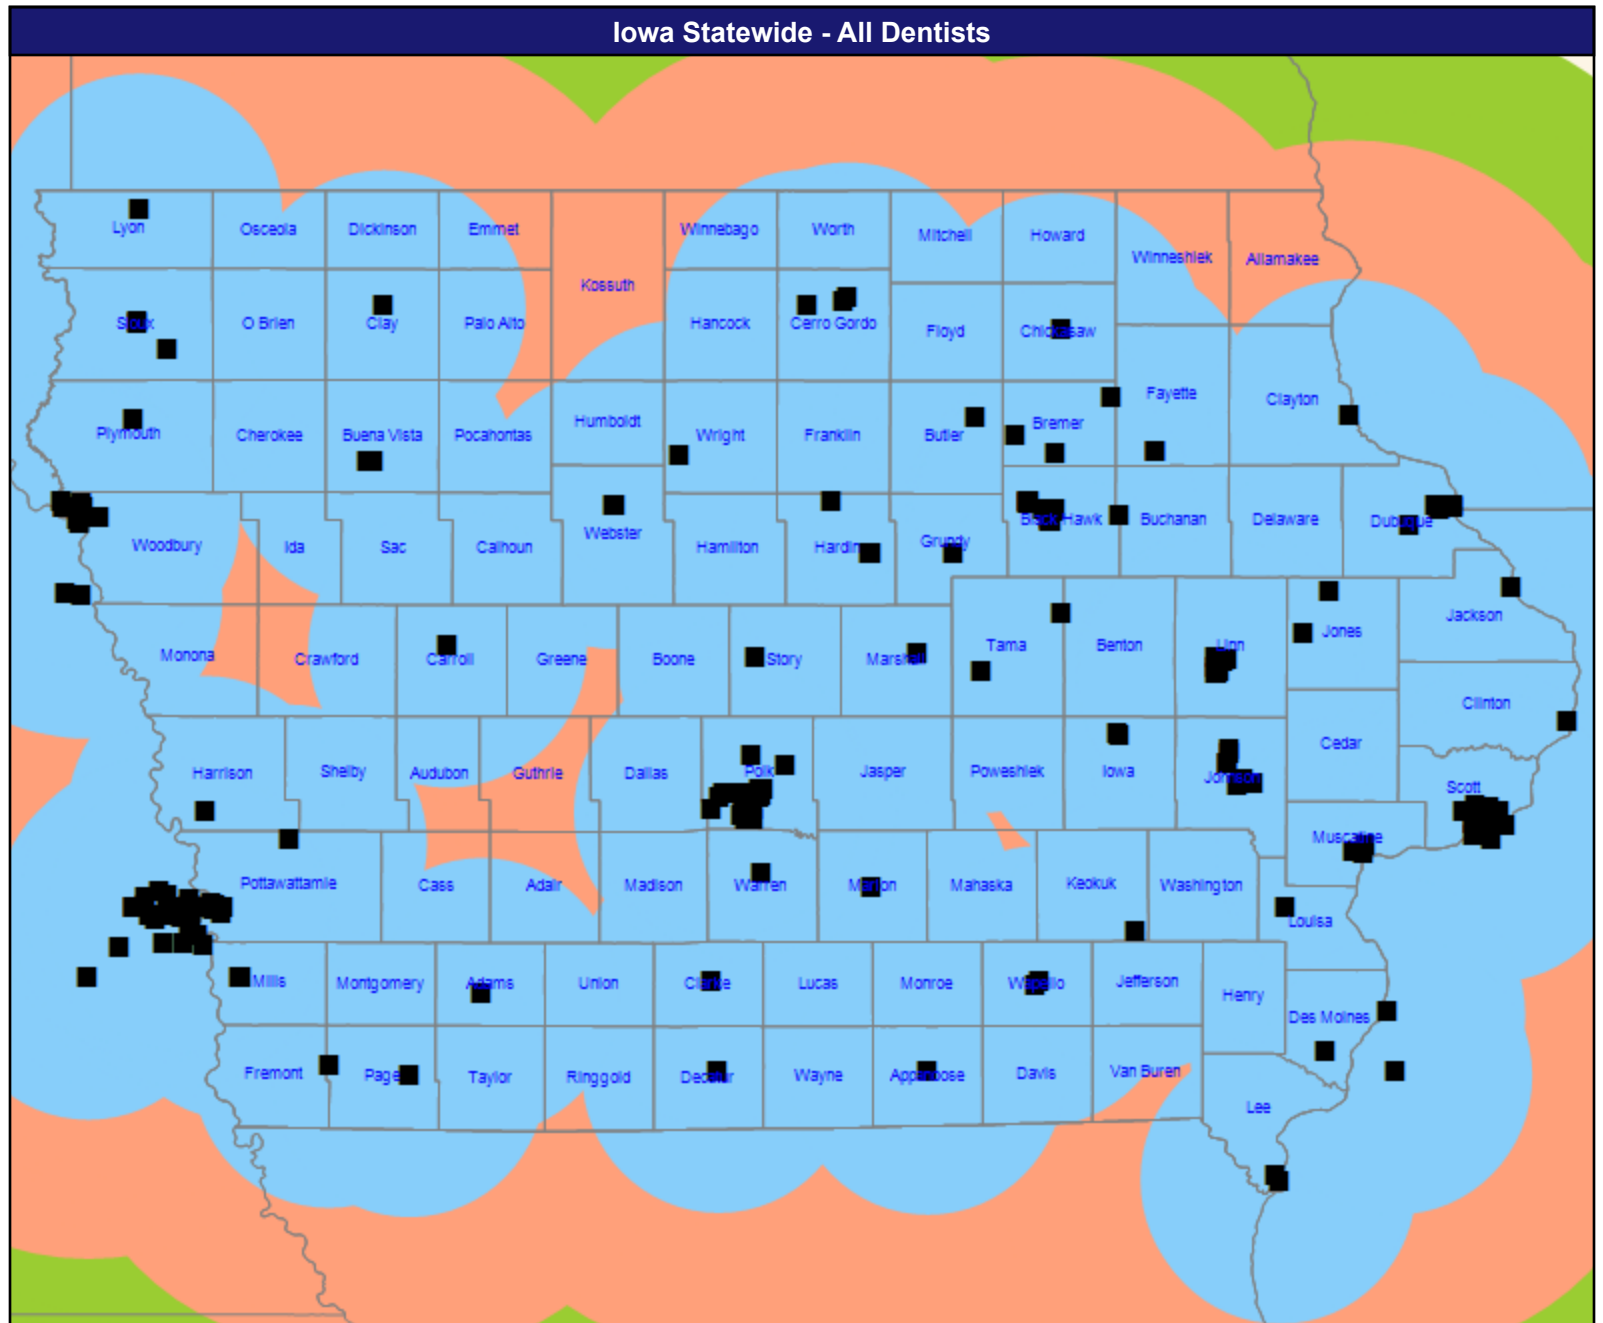 Iowa Statewide - All Dentists
Lyon
Osceola
Dickinson
Emmet
Kossuth
Winnebago
Worth
Mitchell
Howard
Winneshiek
Allamakee
Sioux
O Brien
Clay
Palo Alto
Hancock
Cerro Gordo
Floyd
Chickasaw
Fayette
Clayton
Plymouth
Cherokee
Buena Vista
Pocahontas
Humboldt
Wright
Franklin
Butler
Bremer
Woodbury
Ida
Sac
Calhoun
Webster
Hamilton
Hardin
Grundy
Black Hawk
Buchanan
Delaware
Dubuque
Monona
Crawford
Carroll
Greene
Boone
Story
Marshall
Tama
Benton
Linn
Jones
Jackson
Clinton
Harrison
Shelby
Audubon
Guthrie
Dallas
Polk
Jasper
Poweshiek
Iowa
Johnson
Cedar
Scott
Muscatine
Pottawattamie
Cass
Adair
Madison
Warren
Marion
Mahaska
Keokuk
Washington
Louisa
Mills
Montgomery
Adams
Union
Clarke
Lucas
Monroe
Wapello
Jefferson
Henry
Des Moines
Fremont
Page
Taylor
Ringgold
Decatur
Wayne
Appanoose
Davis
Van Buren
Lee